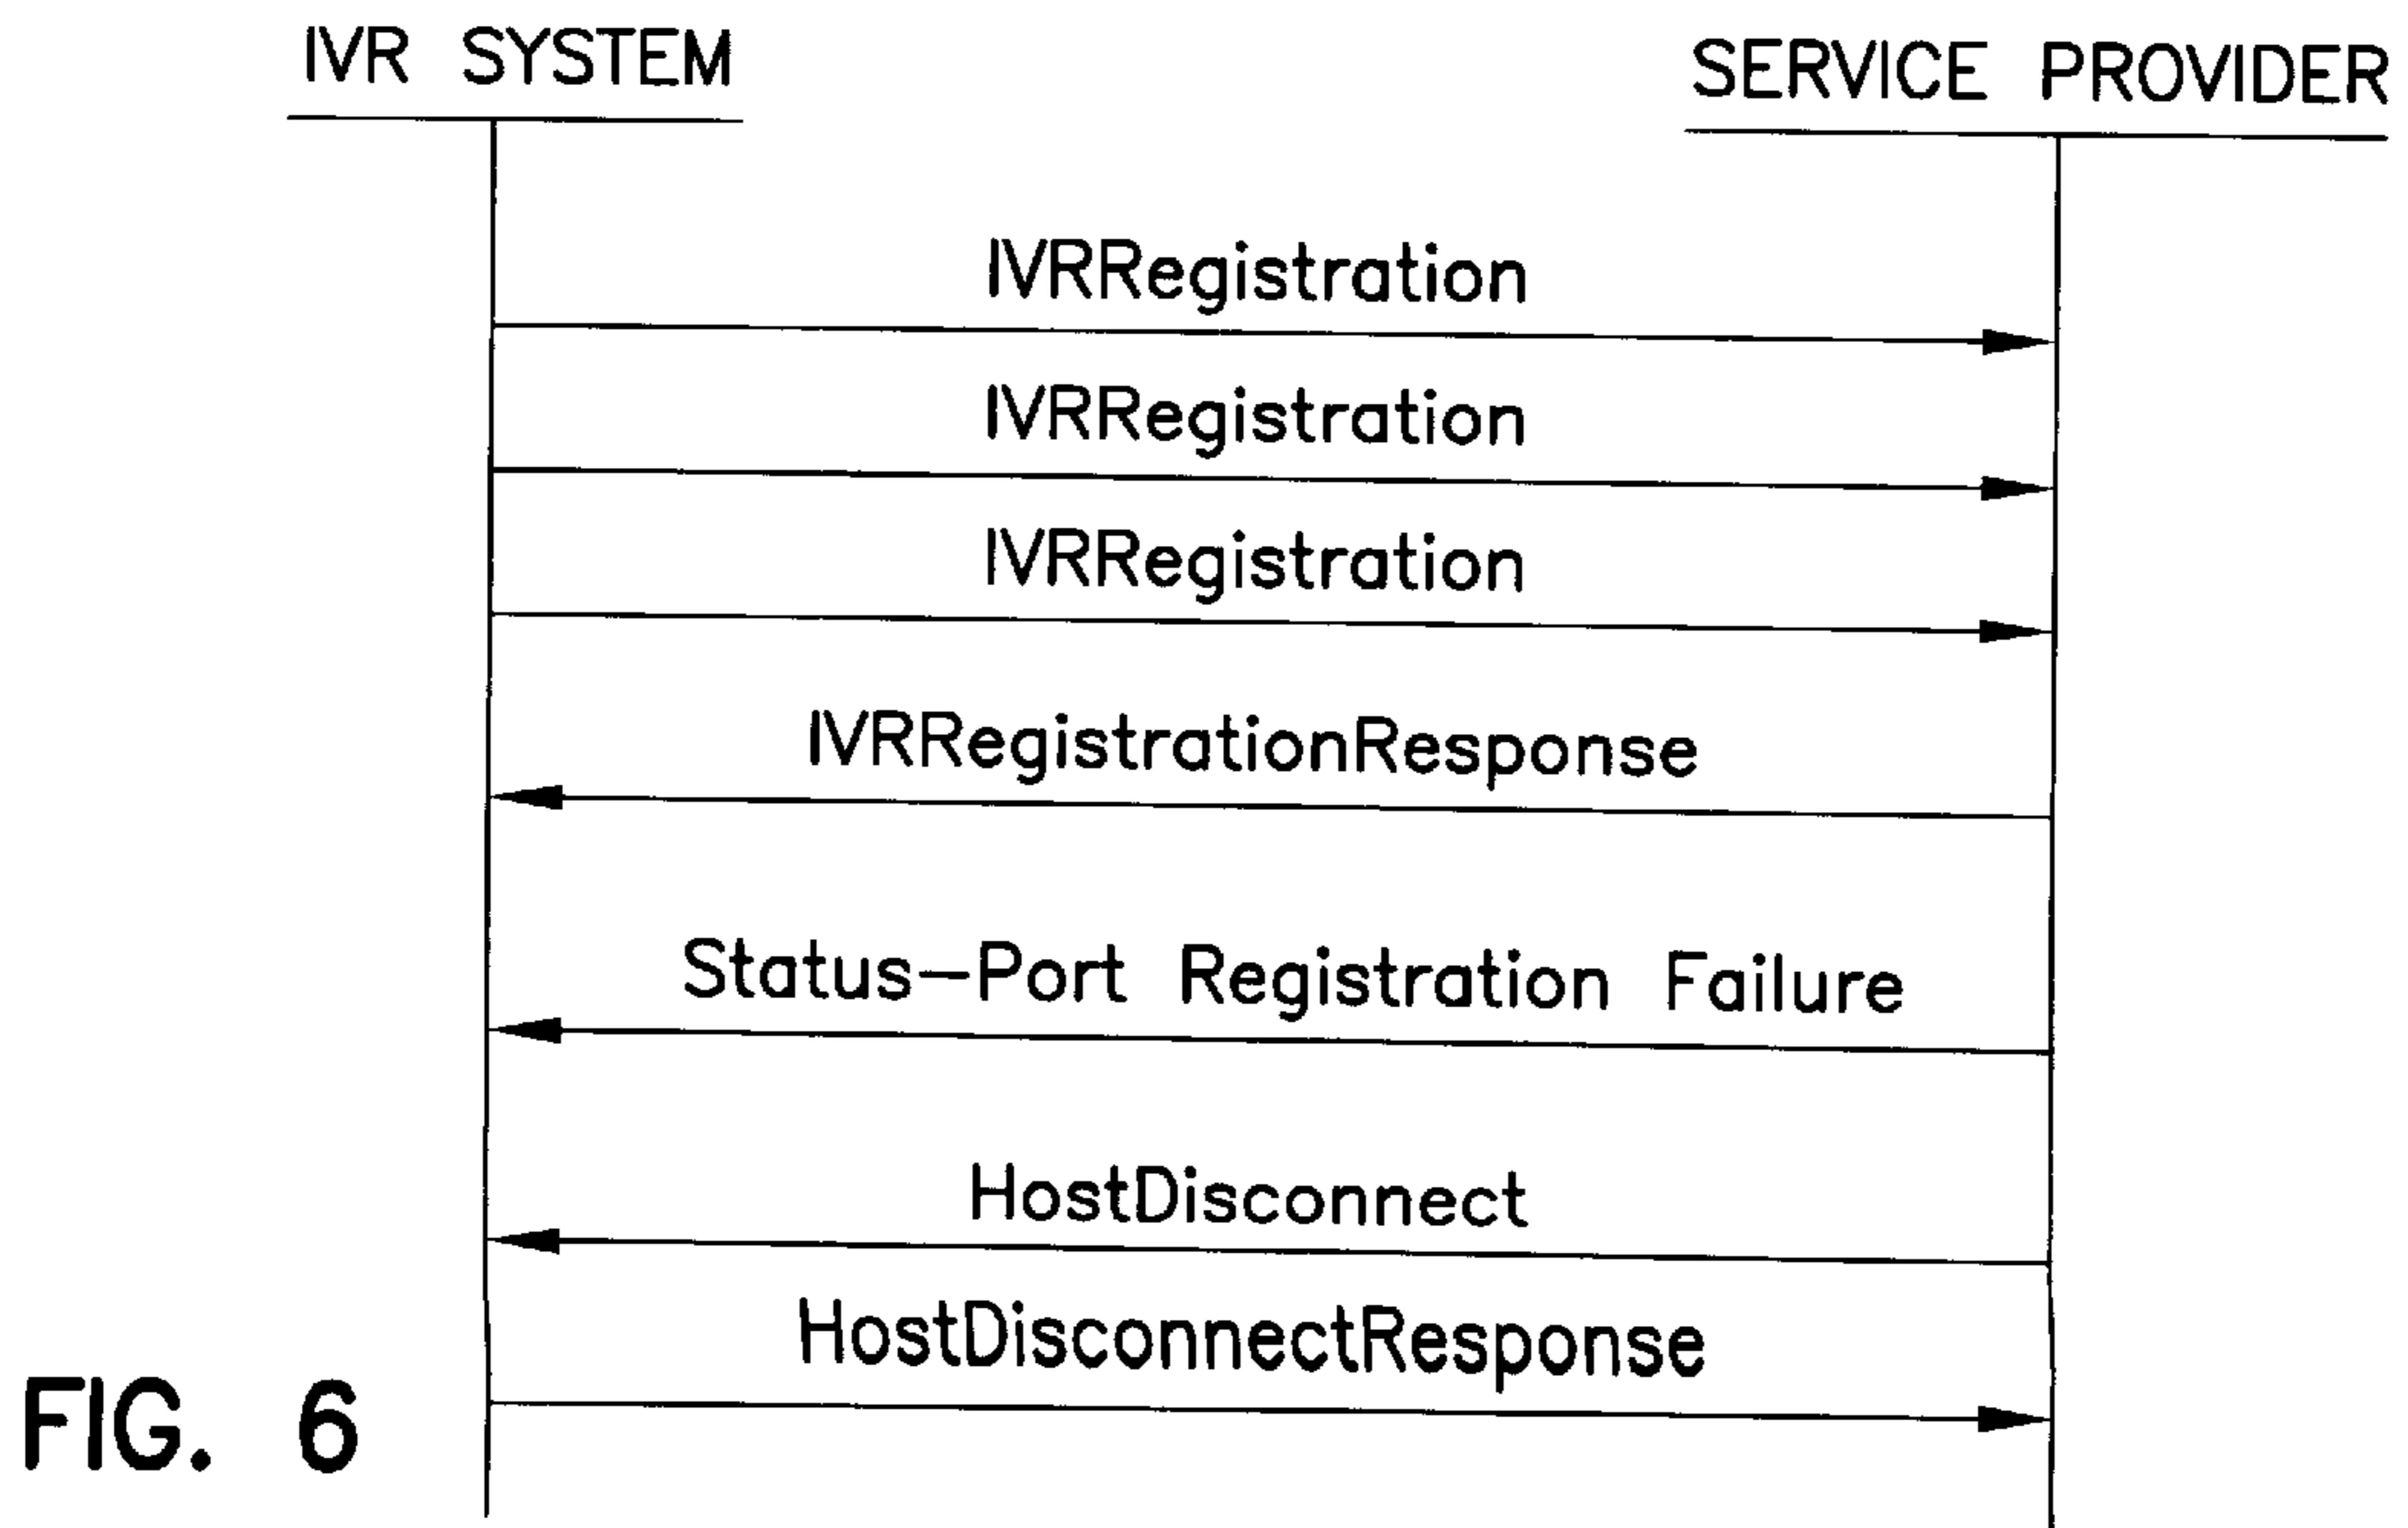 IVR SYSTEM
SERVICE PROVIDER
IVRRegistration
IVRRegistration
IVRRegistration
IVRRegistrationResponse
Status–Port Registration Failure
HostDisconnect
HostDisconnectResponse
FIG. 6